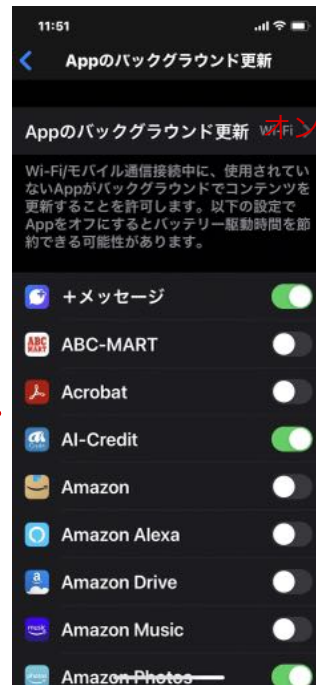 11:51
Appのバックグラウンド更新
Appのバックグラウンド更新 Wi-Fi オン
Wi-Fi/モバイル通信接続中に、使用されてい
ないAppがバックグラウンドでコンテンツを
更新することを許可します。以下の設定で
Appをオフにするとバッテリー駆動時間を節
約できる可能性があります。
+メッセージ
ABC MART ABC-MART
Acrobat
AI-Credit
Amazon
Amazon Alexa
a Amazon Drive
music Amazon Music
Amazon Photos